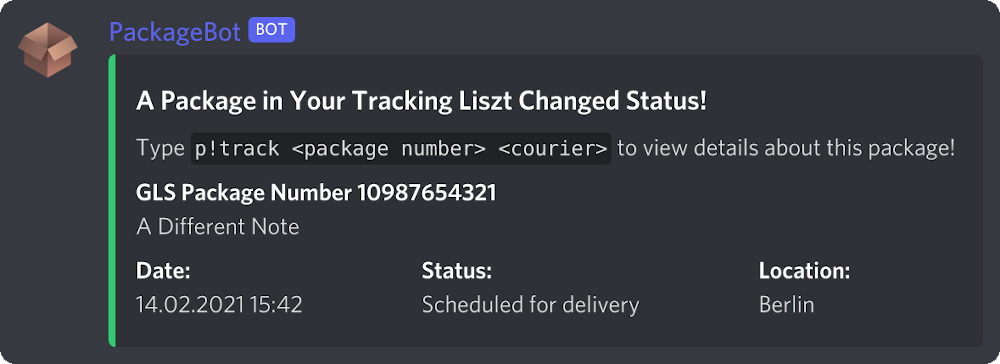 PackageBot BOT
A Package in Your Tracking Liszt Changed Status!
Type p!track <package number> <courier> to view details about this package!
GLS Package Number 10987654321
A Different Note
Date: Status: Location:
14.02.2021 15:42 Scheduled for delivery Berlin